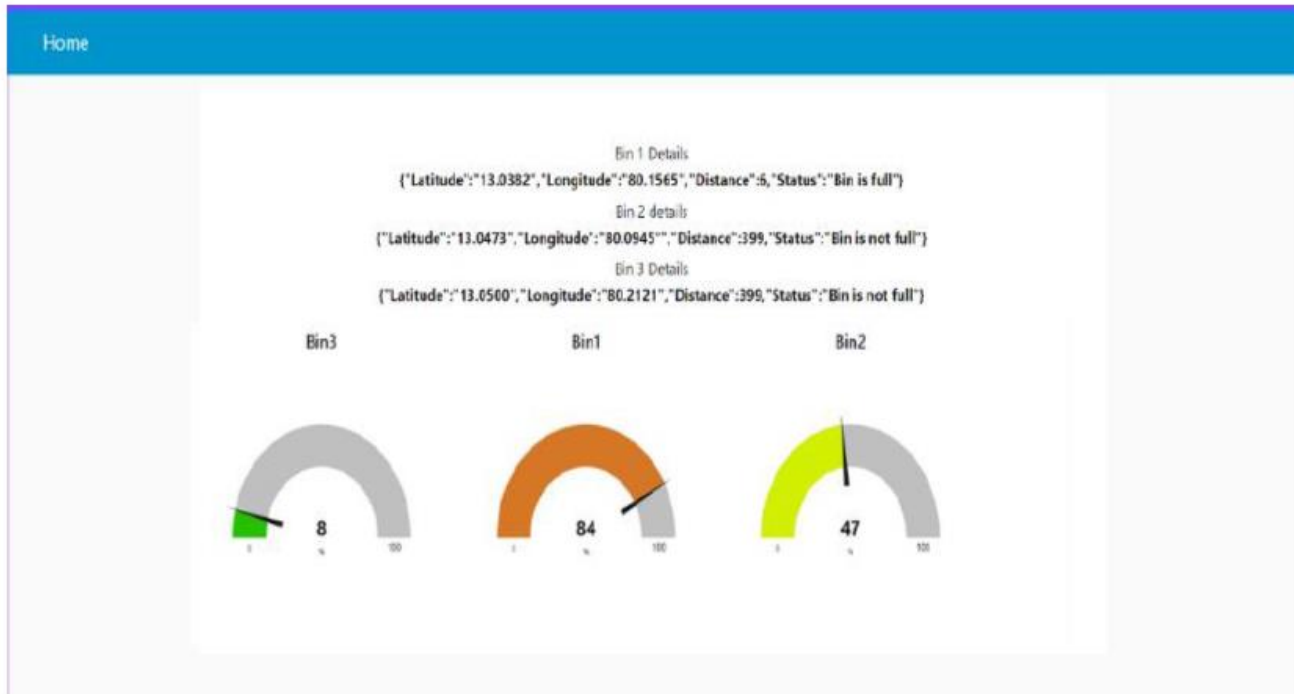 Home
Bin 1 Details
{"Latitude":"13.0382","Longitude":"80.1565","Distance":6,"Status":"Bin is full"}
Bin 2 details
{"Latitude":"13.0473","Longitude":"80.0945"","Distance":399,"Status":"Bin is not full"}
Bin 3 Details
{"Latitude":"13.0500","Longitude":"80.2121","Distance":399,"Status":"Bin is not full"}
Bin3 Bin1 Bin2
8 84 47
0 % 100 0 % 100 0 % 100